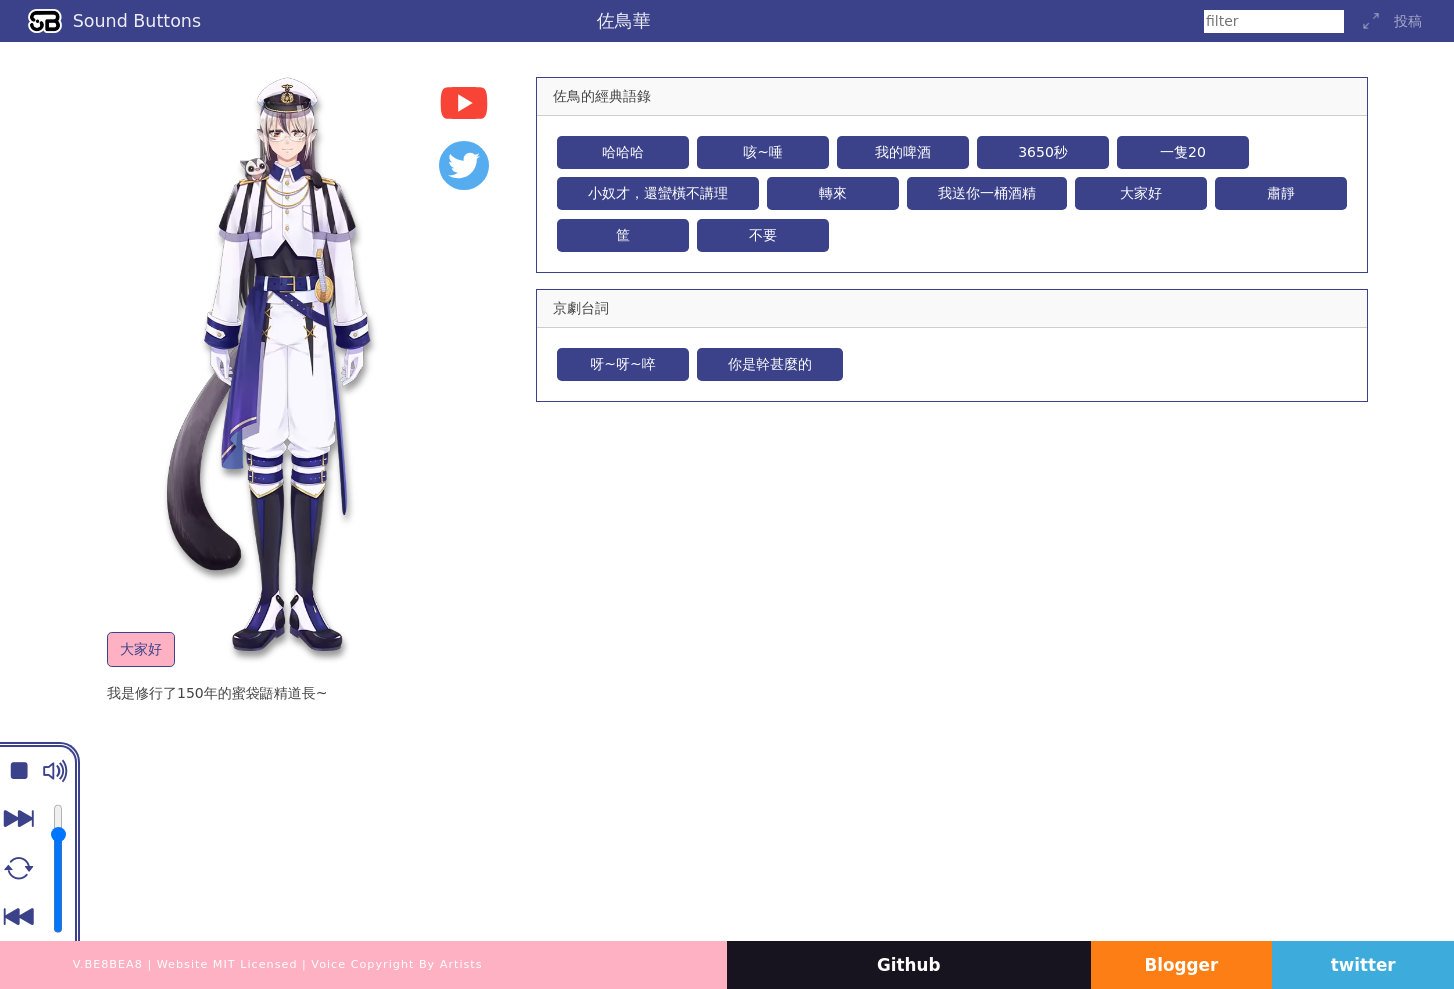 SB Sound Buttons
佐鳥華
filter
投稿
佐鳥的經典語錄
哈哈哈
咳~唾
我的啤酒
3650秒
一隻20
小奴才，還蠻橫不講理
轉來
我送你一桶酒精
大家好
肅靜
筐
不要
京劇台詞
呀~呀~啐
你是幹甚麼的
大家好
我是修行了150年的蜜袋鼯精道長~
V.BE8BEA8 | Website MIT Licensed | Voice Copyright By Artists
Github
Blogger
twitter